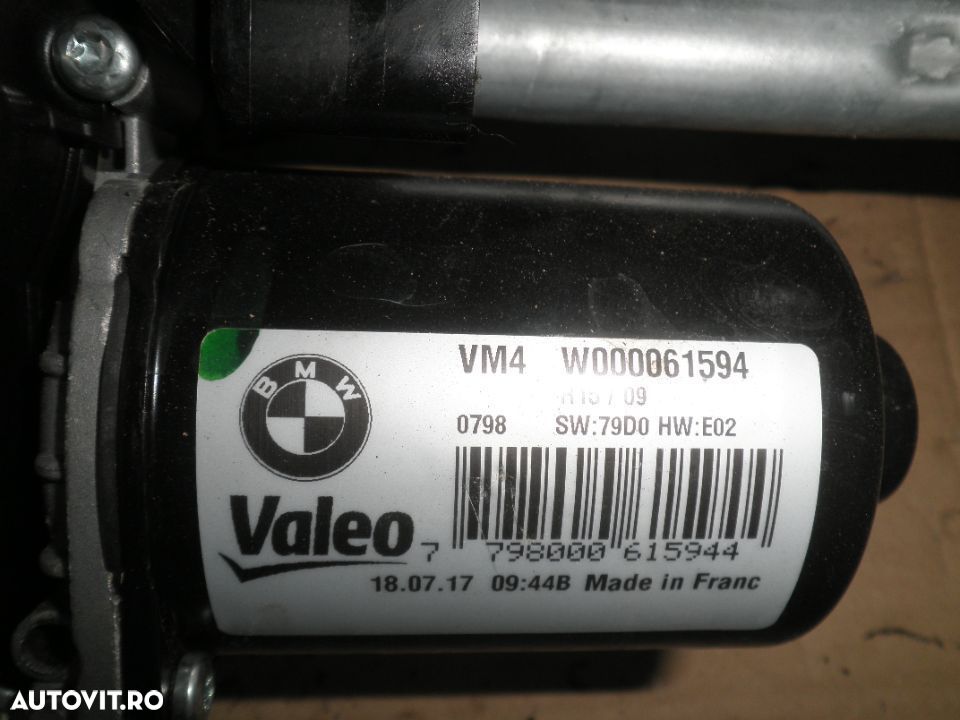 BMW
VM4 W000061594
0798 SW:79D0 HW:E02
Valeo
7 798000 615944
18.07.17 09:44B Made in Franc
AUTOVIT.RO